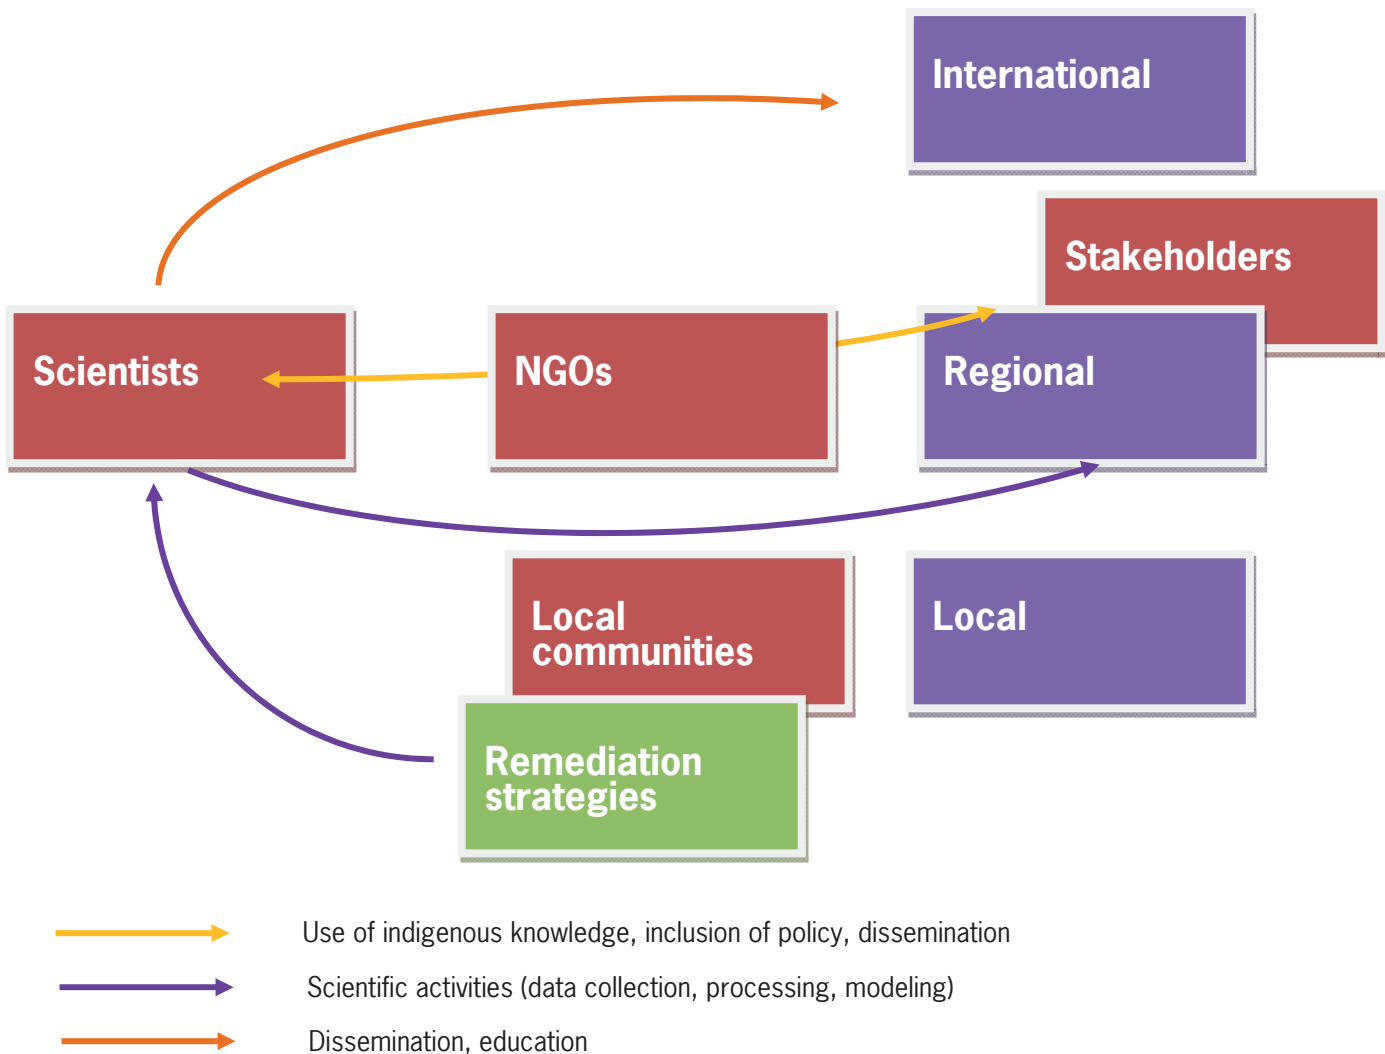 International
Stakeholders
Scientists
NGOs
Regional
Local
communities
Local
Remediation
strategies
Use of indigenous knowledge, inclusion of policy, dissemination
Scientific activities (data collection, processing, modeling)
Dissemination, education